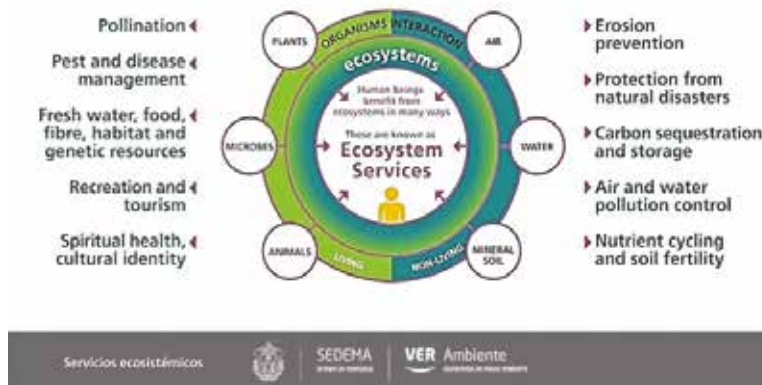 Pollination
Pest and disease
management
Fresh water, food,
fibre, habitat and
genetic resources
Recreation and
tourism
Spiritual health,
cultural identity
PLANTS
MICROBES
ANIMALS
ORGANISMS
INTERACTION
ecosystems
Human beings
benefit from
ecosystems in many ways
These are known as
Ecosystem
Services
LIVING
NON-LIVING
AIR
WATER
MINERAL
SOIL
Erosion
prevention
Protection from
natural disasters
Carbon sequestration
and storage
Air and water
pollution control
Nutrient cycling
and soil fertility
Servicios ecosistémicos
SEDEMA
VER Ambiente